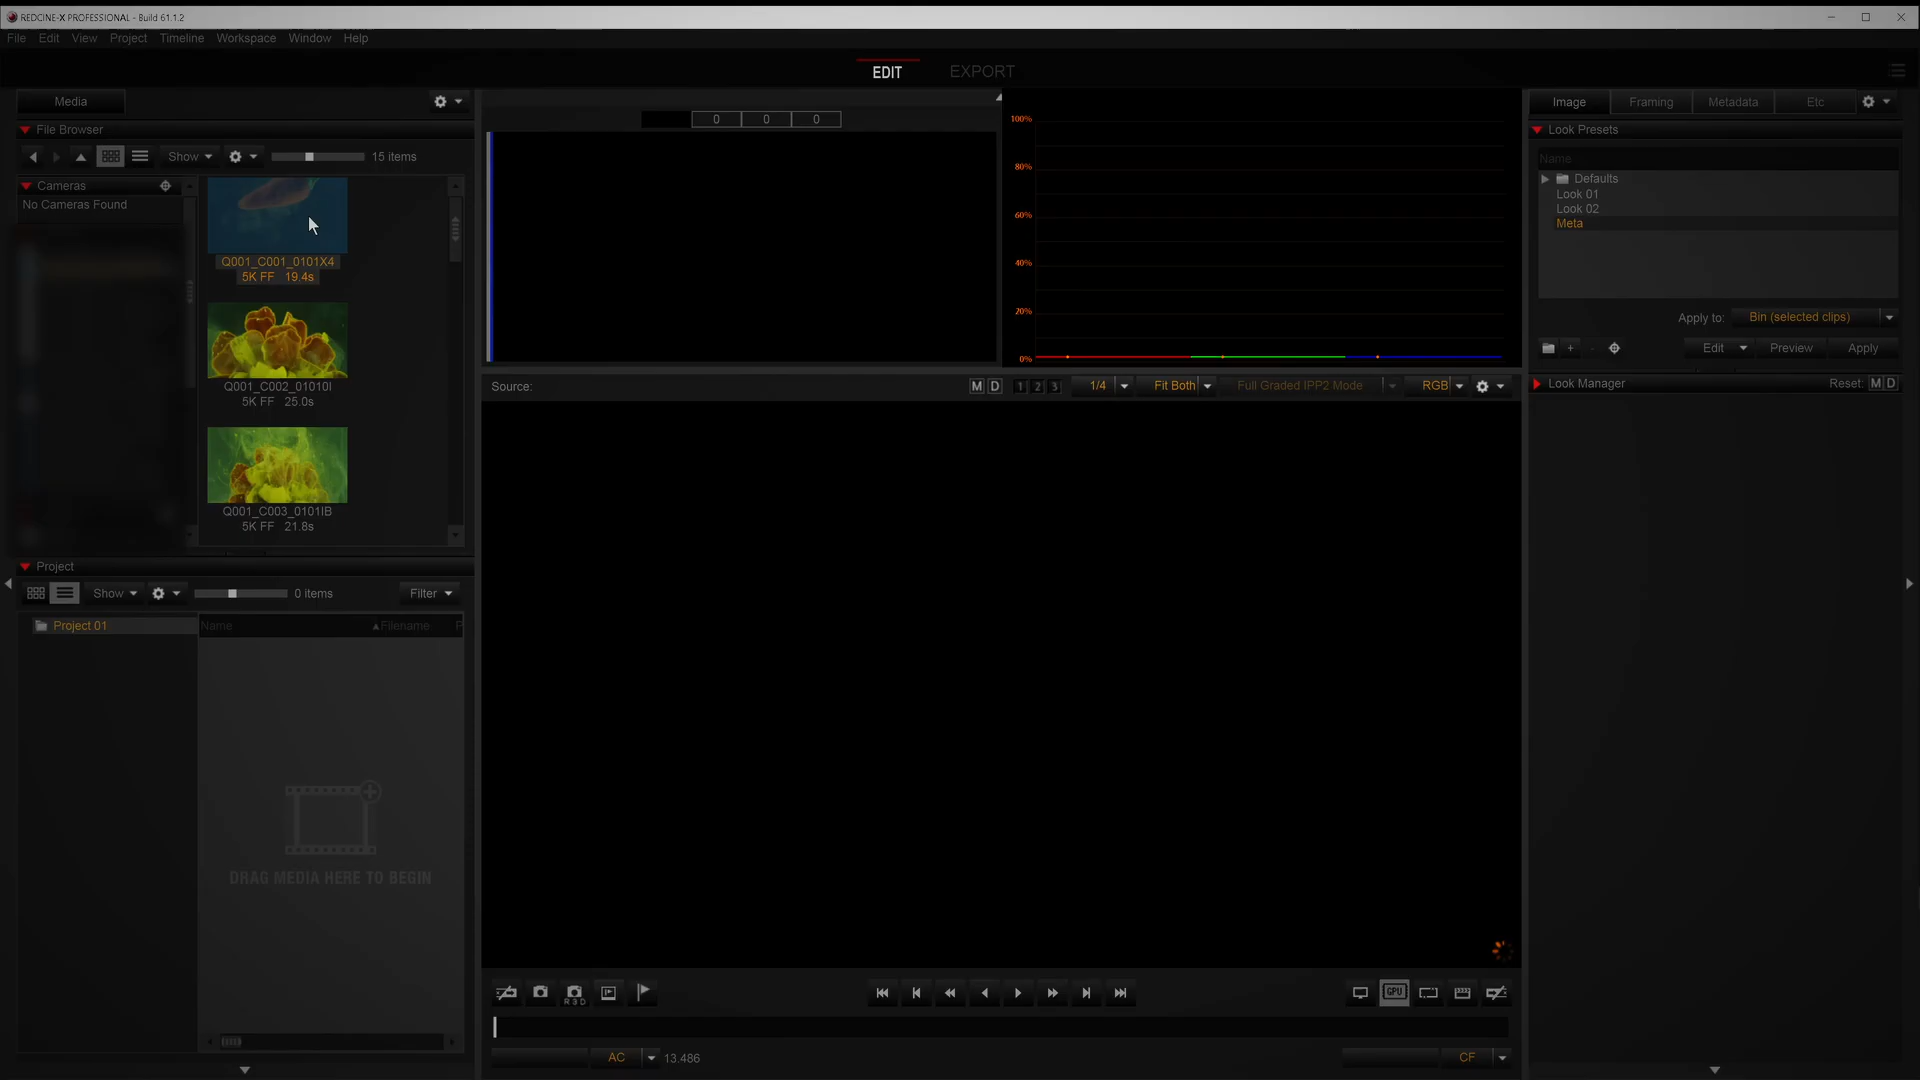 REDCINE-X PROFESSIONAL - Build 61.1.2
File Edit View Project Timeline Workspace Window Help
EDIT EXPORT
Media
File Browser
Show 15 items
Cameras
No Cameras Found
Q001_C001_0101X4
5K FF 19.4s
Q001_C002_01010I
5K FF 25.0s
Q001_C003_0101IB
5K FF 21.8s
Project
Show 0 items Filter
Project 01
Name Filename P
DRAG MEDIA HERE TO BEGIN
0 0 0
100%
80%
60%
40%
20%
0%
Source: M D 1 2 3 1/4 Fit Both Full Graded IPP2 Mode RGB
R3D
GPU
AC 13.486 CF
Image Framing Metadata Etc
Look Presets
Name
Defaults
Look 01
Look 02
Meta
Apply to: Bin (selected clips)
+ - Edit Preview Apply
Look Manager Reset: M D